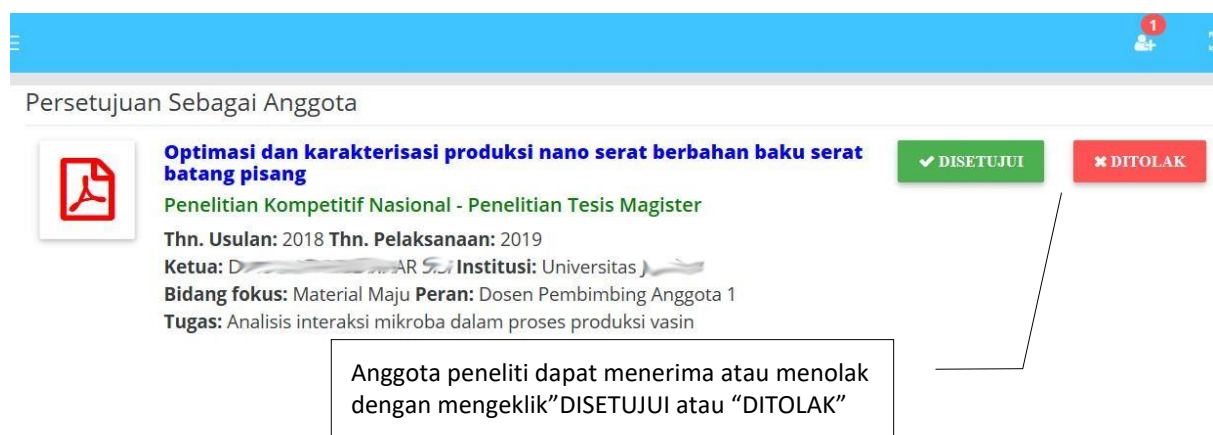 1
Persetujuan Sebagai Anggota
Optimasi dan karakterisasi produksi nano serat berbahan baku serat
batang pisang
✔ DISETUJUI
✖ DITOLAK
Penelitian Kompetitif Nasional - Penelitian Tesis Magister
Thn. Usulan: 2018 Thn. Pelaksanaan: 2019
Ketua: D AR Institusi: Universitas
Bidang fokus: Material Maju Peran: Dosen Pembimbing Anggota 1
Tugas: Analisis interaksi mikroba dalam proses produksi vasin
Anggota peneliti dapat menerima atau menolak
dengan mengeklik”DISETUJUI atau “DITOLAK”